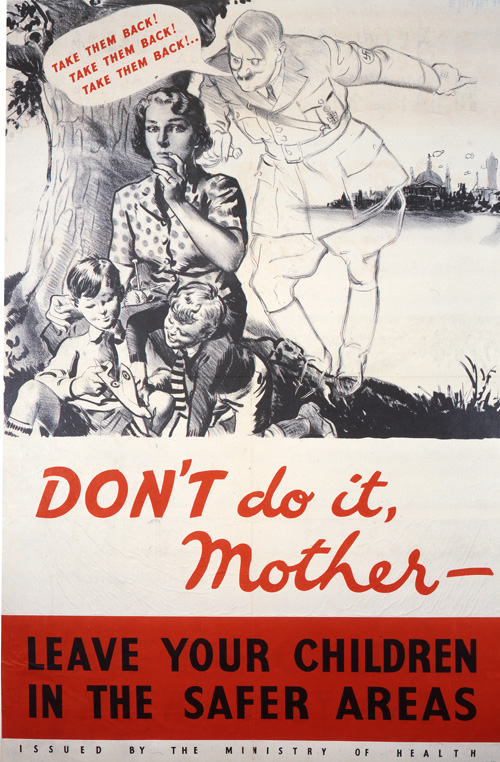 TAKE THEM BACK!
TAKE THEM BACK!
TAKE THEM BACK!..
DON'T do it,
Mother—
LEAVE YOUR CHILDREN
IN THE SAFER AREAS
ISSUED BY THE MINISTRY OF HEALTH